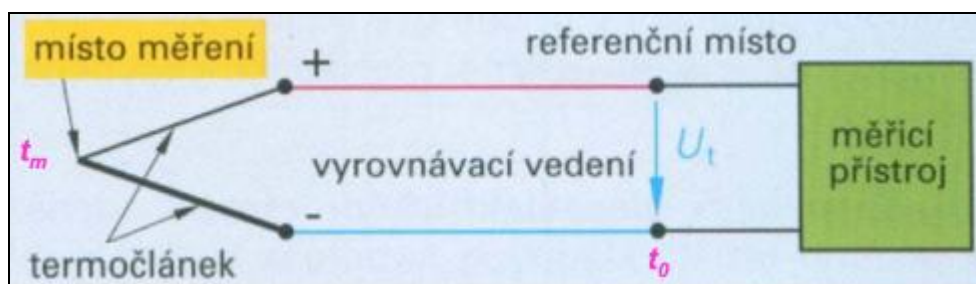 místo měření
+
referenční místo
t_m
vyrovnávací vedení
U_t
měřicí
přístroj
-
termočlánek
t_0